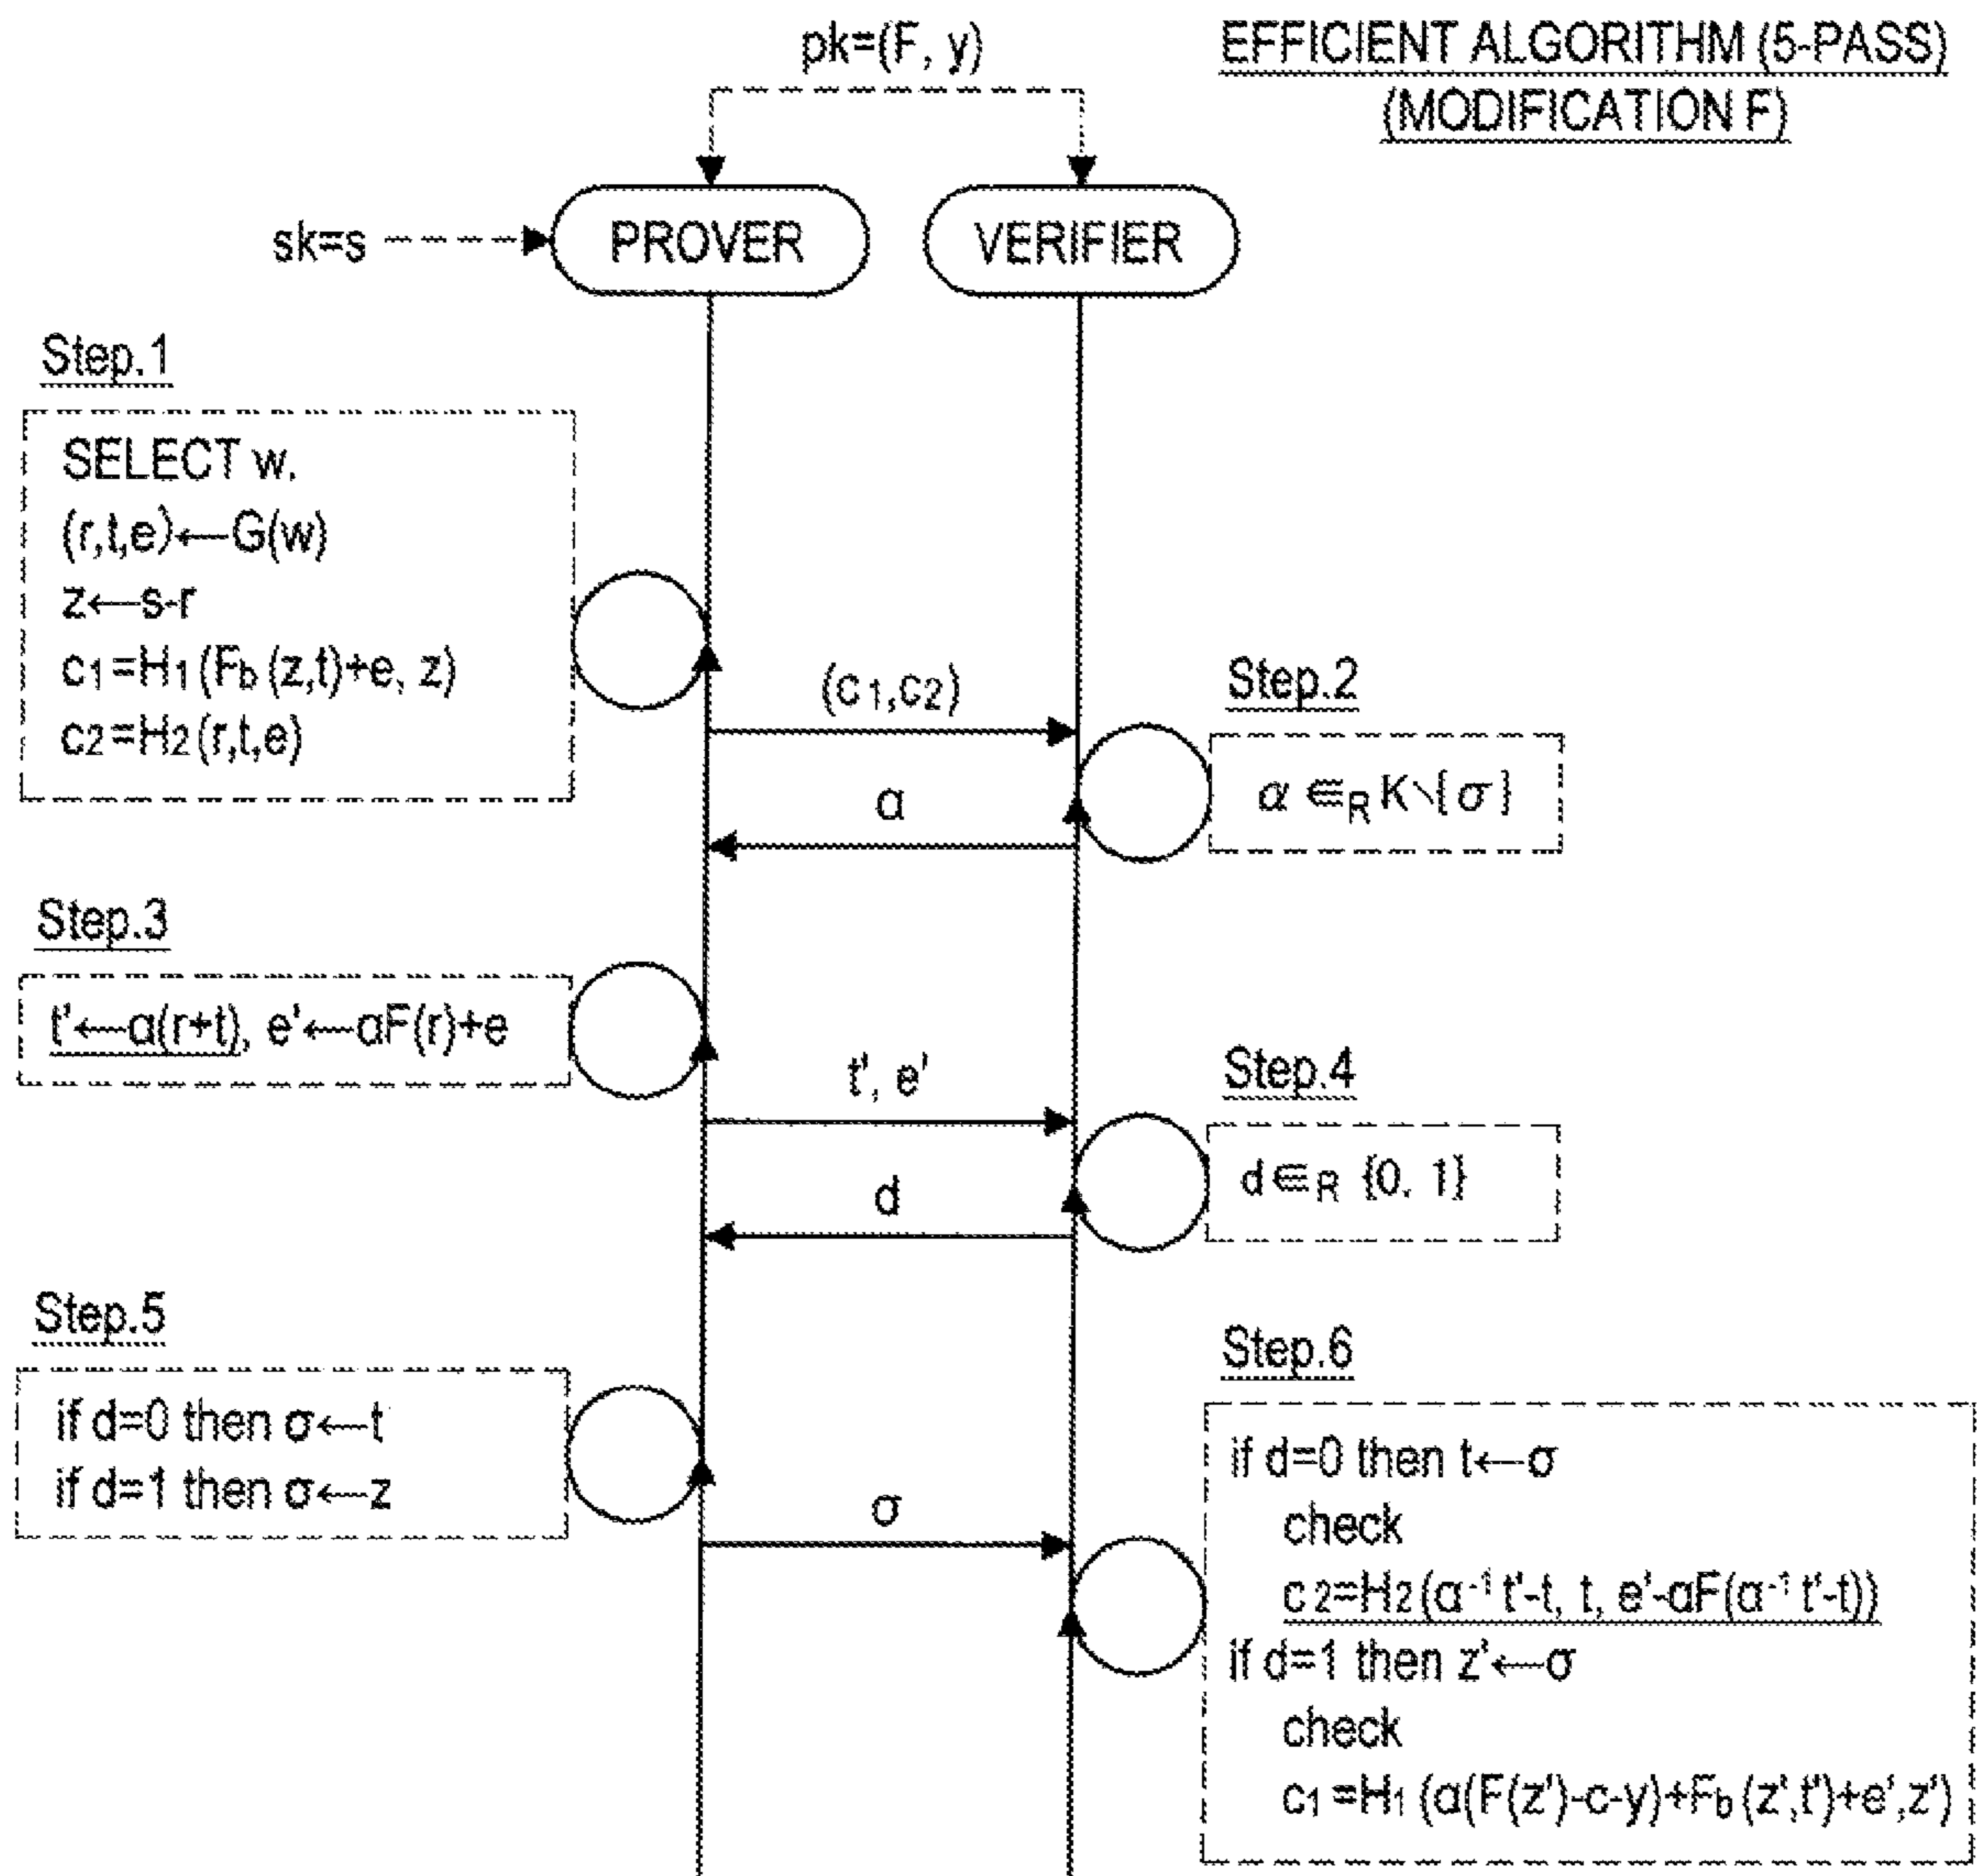 pk=(F, y)
EFFICIENT ALGORITHM (5-PASS)
(MODIFICATION F)
sk=s
PROVER
VERIFIER
Step.1
SELECT w.
(r,t,e)←G(w)
z←s-r
c1=H1(Fb(z,t)+e, z)
c2=H2(r,t,e)
(c1,c2)
Step.2
α ∈R K\{σ}
α
Step.3
t'←α(r+t), e'←αF(r)+e
t', e'
Step.4
d∈R {0, 1}
d
Step.5
if d=0 then σ←t
if d=1 then σ←z
σ
Step.6
if d=0 then t←σ
check
c2=H2(α⁻¹ t'-t, t, e'-αF(α⁻¹ t'-t))
if d=1 then z'←σ
check
c1=H1(α(F(z')-c-y)+Fb(z',t')+e',z')